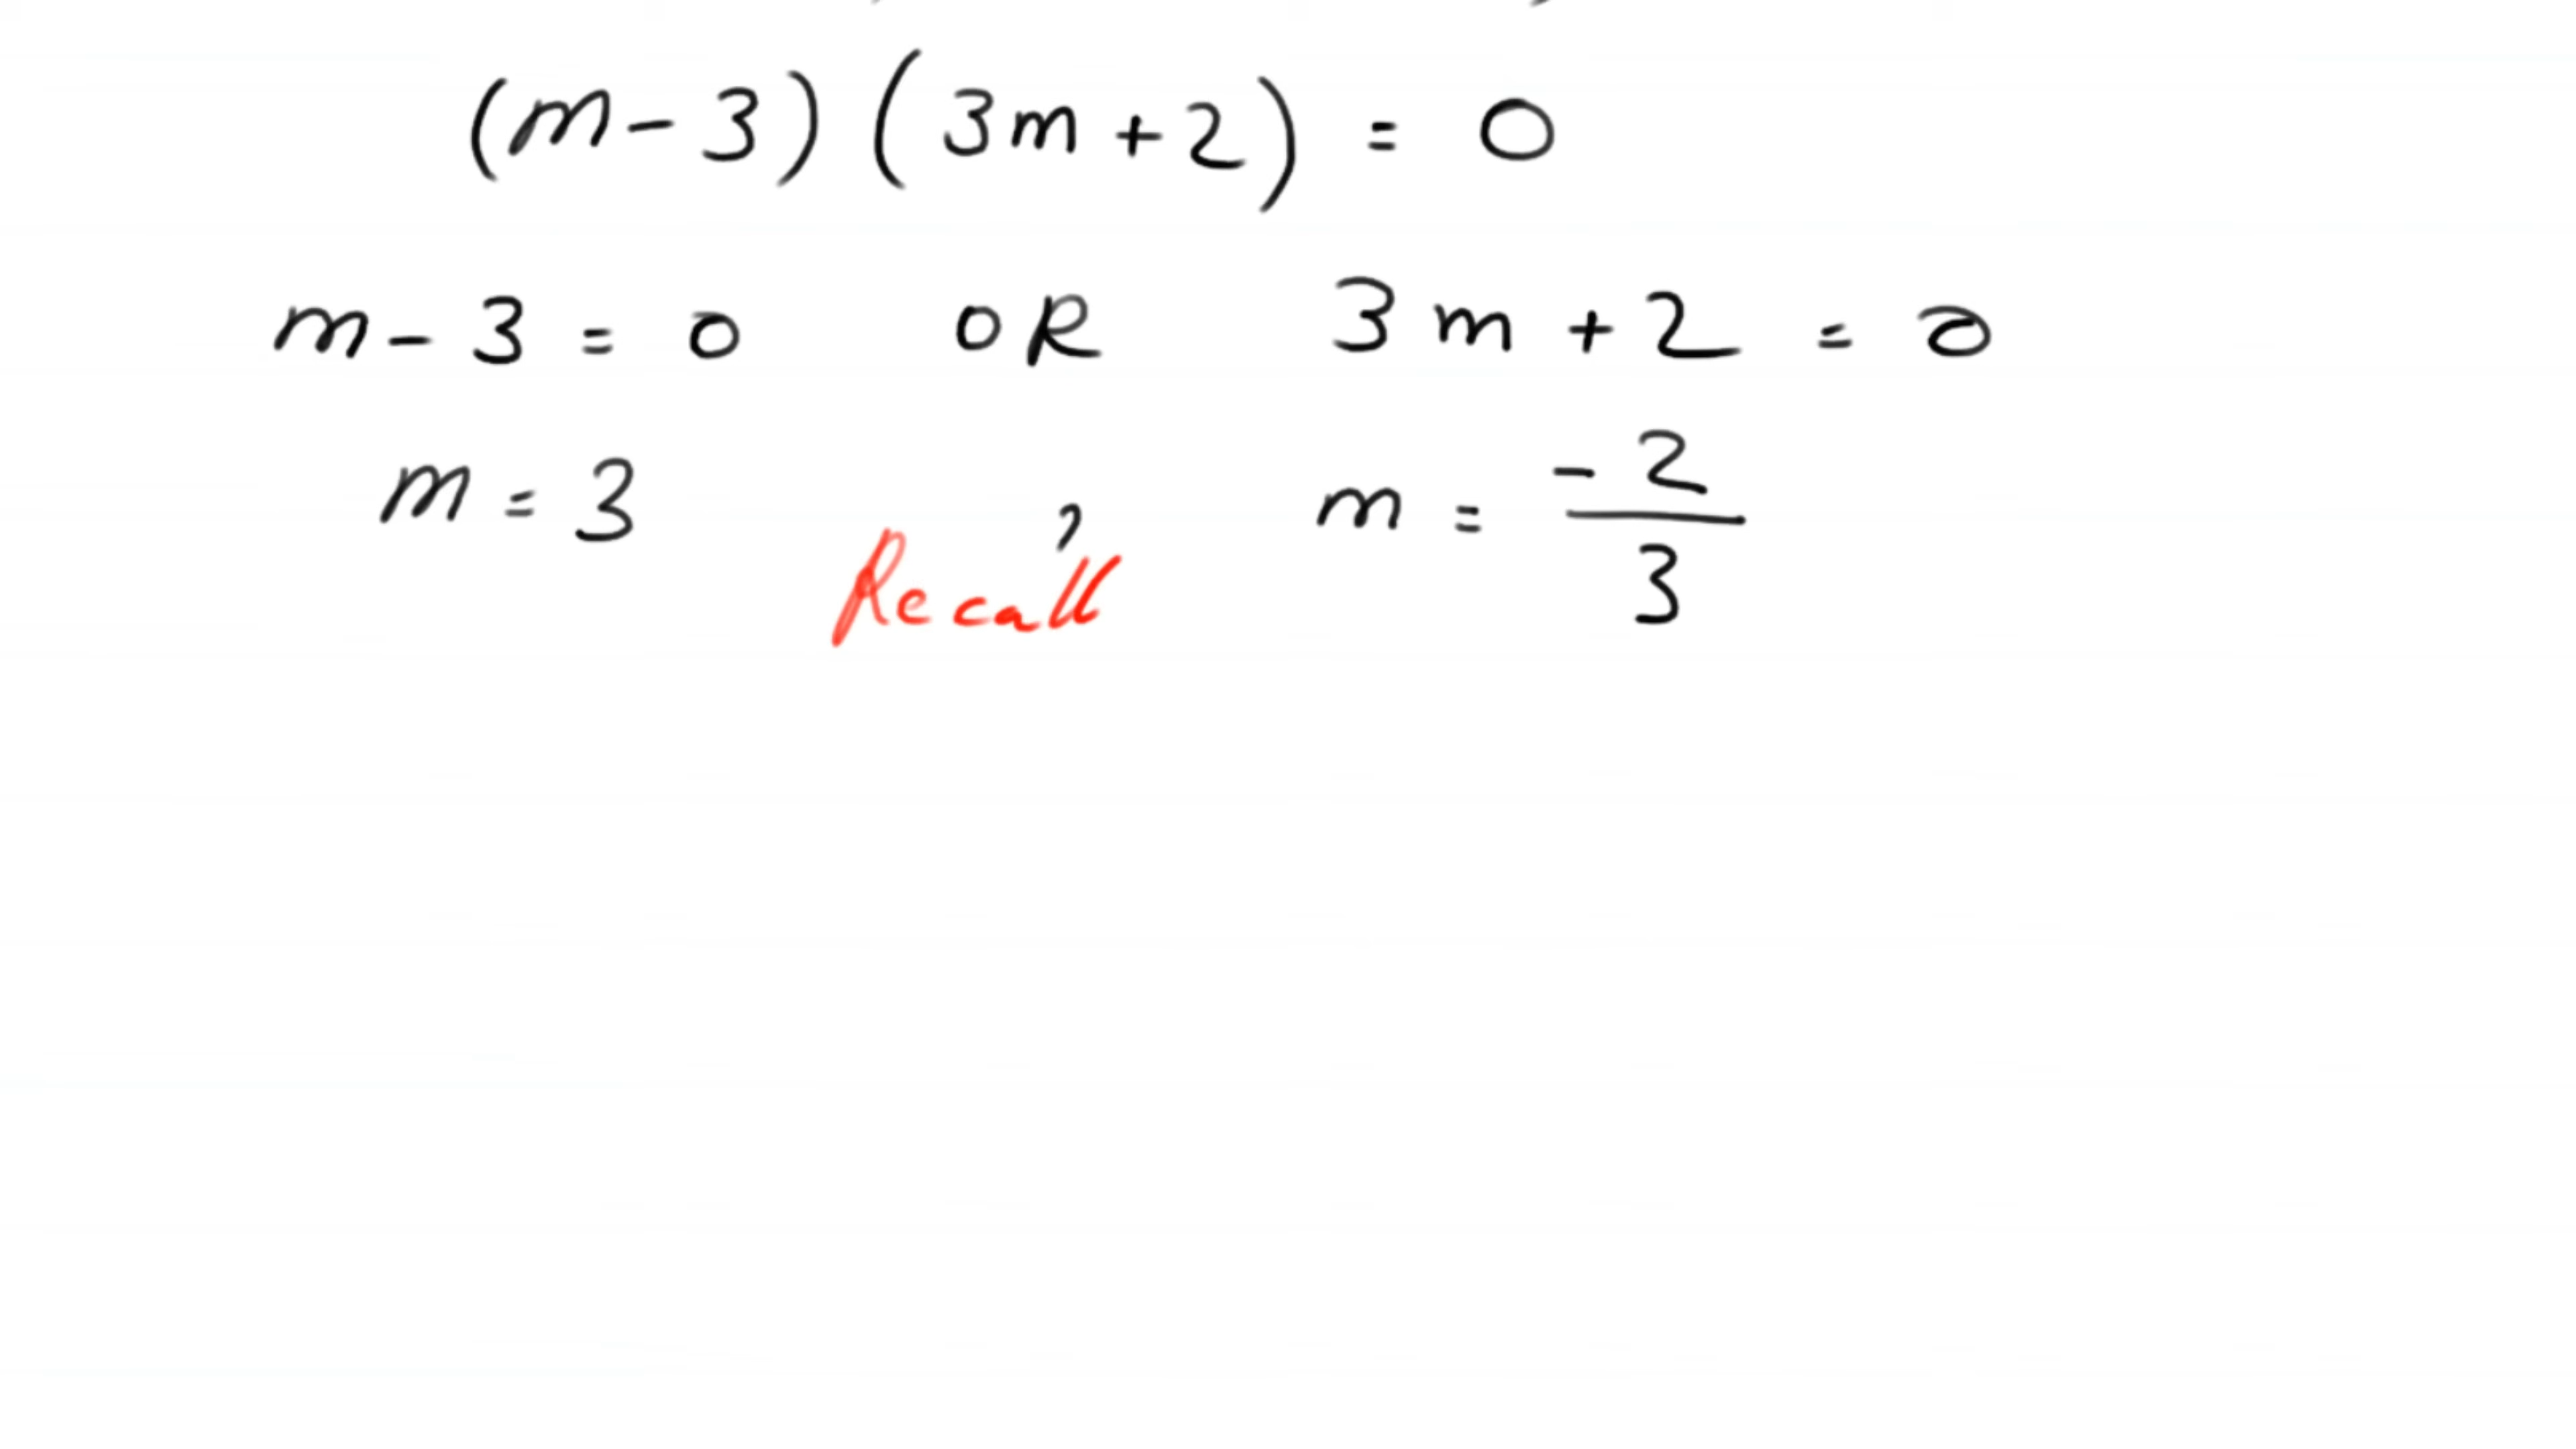 (m-3) (3m+2) = 0
m-3 = 0 OR 3m+2 = 0
m = 3 , m = -2/3
Recall